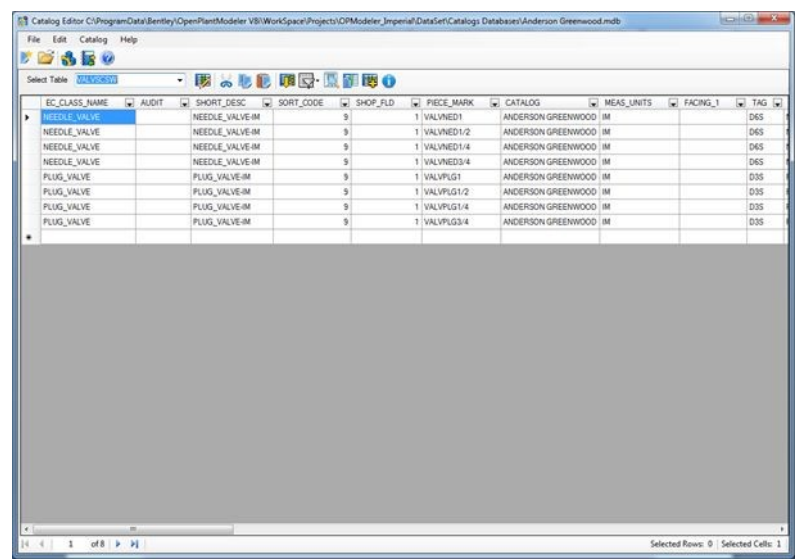 Catalog Editor C:\ProgramData\Bentley\OpenPlantModeler V8i\WorkSpace\Projects\OPModeler_Imperial\DataSet\Catalogs Databases\Anderson Greenwood.mdb
File Edit Catalog Help
Select Table VALVSCSW
EC_CLASS_NAME AUDIT SHORT_DESC SORT_CODE SHOP_FLD PIECE_MARK CATALOG MEAS_UNITS FACING_1 TAG
NEEDLE_VALVE NEEDLE_VALVE-IM 9 1 VALVNED1 ANDERSON GREENWOOD IM D6S
NEEDLE_VALVE NEEDLE_VALVE-IM 9 1 VALVNED1/2 ANDERSON GREENWOOD IM D6S
NEEDLE_VALVE NEEDLE_VALVE-IM 9 1 VALVNED1/4 ANDERSON GREENWOOD IM D6S
NEEDLE_VALVE NEEDLE_VALVE-IM 9 1 VALVNED3/4 ANDERSON GREENWOOD IM D6S
PLUG_VALVE PLUG_VALVE-IM 9 1 VALVPLG1 ANDERSON GREENWOOD IM D3S
PLUG_VALVE PLUG_VALVE-IM 9 1 VALVPLG1/2 ANDERSON GREENWOOD IM D3S
PLUG_VALVE PLUG_VALVE-IM 9 1 VALVPLG1/4 ANDERSON GREENWOOD IM D3S
PLUG_VALVE PLUG_VALVE-IM 9 1 VALVPLG3/4 ANDERSON GREENWOOD IM D3S
1 of 8 Selected Rows: 0 Selected Cells: 1